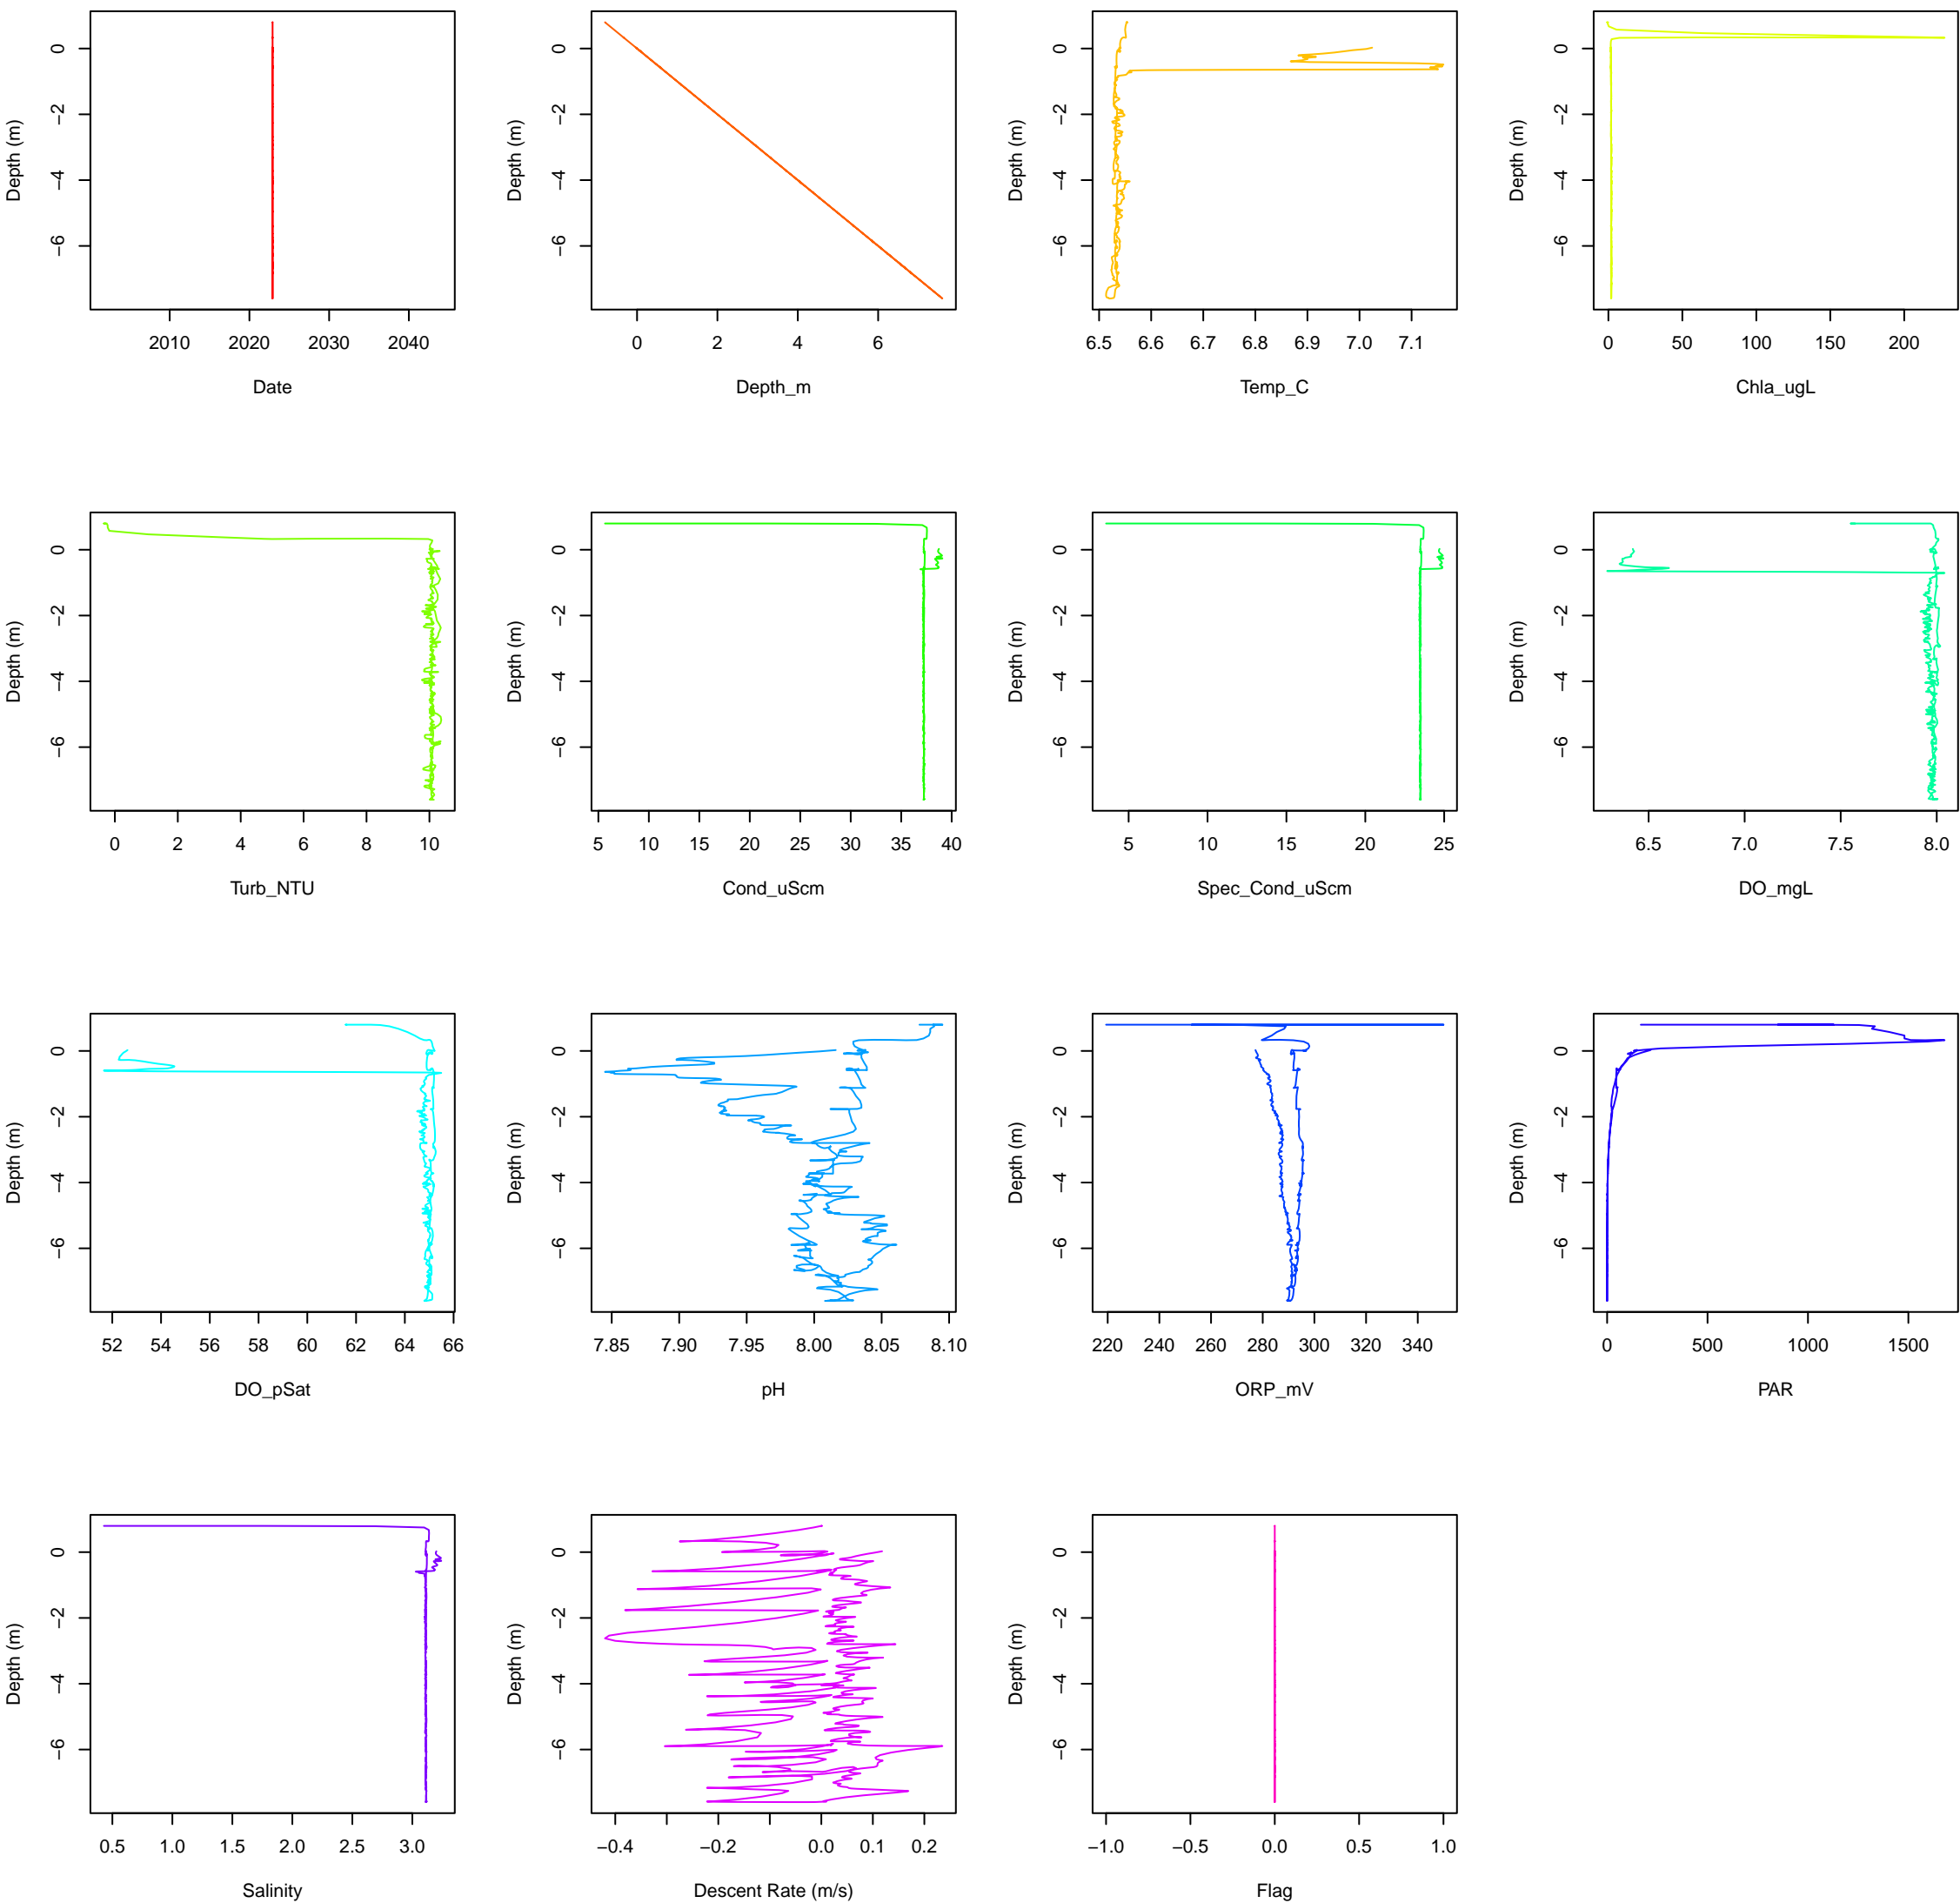 Depth (m)
0
−2
−4
−6
2010 2020 2030 2040
Date
Depth (m)
0
−2
−4
−6
0 2 4 6
Depth_m
Depth (m)
0
−2
−4
−6
6.5 6.6 6.7 6.8 6.9 7.0 7.1
Temp_C
Depth (m)
0
−2
−4
−6
0 50 100 150 200
Chla_ugL
Depth (m)
0
−2
−4
−6
0 2 4 6 8 10
Turb_NTU
Depth (m)
0
−2
−4
−6
5 10 15 20 25 30 35 40
Cond_uScm
Depth (m)
0
−2
−4
−6
5 10 15 20 25
Spec_Cond_uScm
Depth (m)
0
−2
−4
−6
6.5 7.0 7.5 8.0
DO_mgL
Depth (m)
0
−2
−4
−6
52 54 56 58 60 62 64 66
DO_pSat
Depth (m)
0
−2
−4
−6
7.85 7.90 7.95 8.00 8.05 8.10
pH
Depth (m)
0
−2
−4
−6
220 240 260 280 300 320 340
ORP_mV
Depth (m)
0
−2
−4
−6
0 500 1000 1500
PAR
Depth (m)
0
−2
−4
−6
0.5 1.0 1.5 2.0 2.5 3.0
Salinity
Depth (m)
0
−2
−4
−6
−0.4 −0.2 0.0 0.1 0.2
Descent Rate (m/s)
Depth (m)
0
−2
−4
−6
−1.0 −0.5 0.0 0.5 1.0
Flag